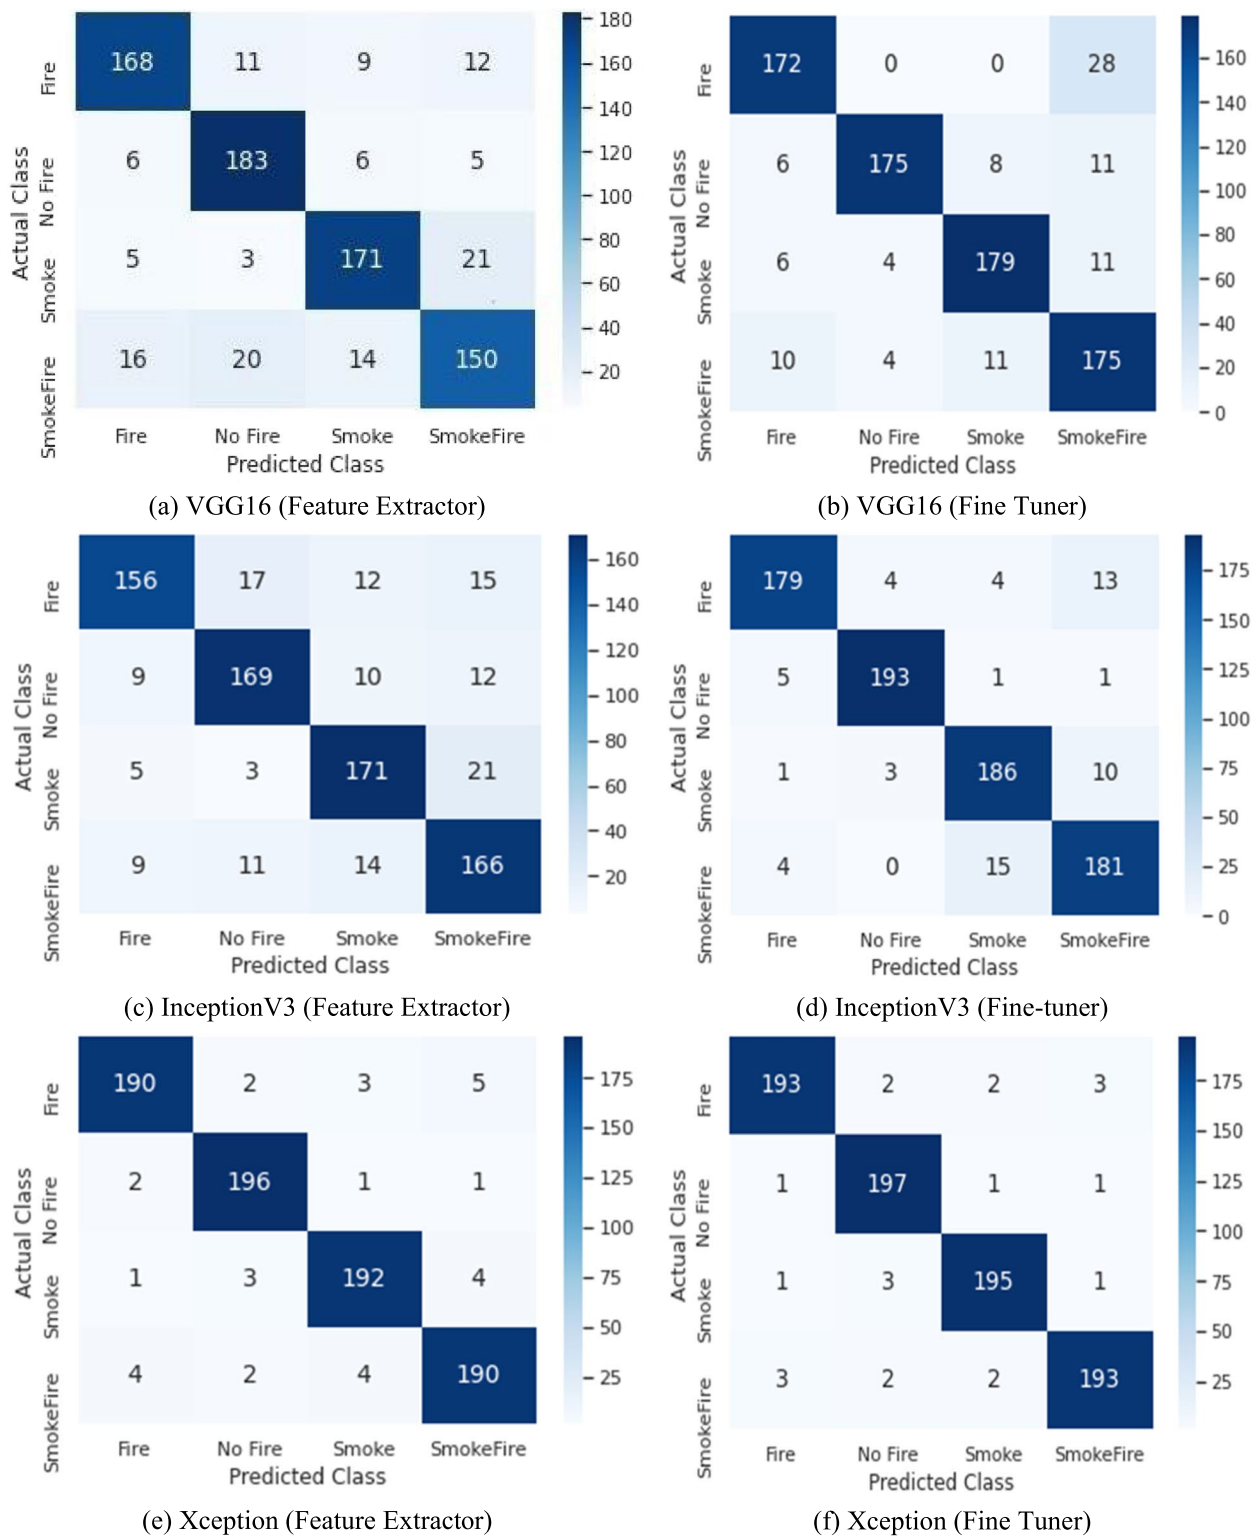 168 11 9 12 180
Fire 160
6 183 6 5 140
No Fire 120
Actual Class 100
5 3 171 21 80
Smoke 60
16 20 14 150 40
SmokeFire 20
Fire No Fire Smoke SmokeFire
Predicted Class
(a) VGG16 (Feature Extractor)
172 0 0 28 160
Fire 140
6 175 8 11 120
No Fire 100
Actual Class 80
6 4 179 11 60
Smoke 40
10 4 11 175 20
SmokeFire 0
Fire No Fire Smoke SmokeFire
Predicted Class
(b) VGG16 (Fine Tuner)
156 17 12 15 160
Fire 140
9 169 10 12 120
No Fire 100
Actual Class 80
5 3 171 21 60
Smoke 40
9 11 14 166 20
SmokeFire
Fire No Fire Smoke SmokeFire
Predicted Class
(c) InceptionV3 (Feature Extractor)
179 4 4 13 175
Fire 150
5 193 1 1 125
No Fire 100
Actual Class 75
1 3 186 10 50
Smoke 25
4 0 15 181 0
SmokeFire
Fire No Fire Smoke SmokeFire
Predicted Class
(d) InceptionV3 (Fine-tuner)
190 2 3 5 175
Fire 150
2 196 1 1 125
No Fire 100
Actual Class 75
1 3 192 4 50
Smoke 25
4 2 4 190
SmokeFire
Fire No Fire Smoke SmokeFire
Predicted Class
(e) Xception (Feature Extractor)
193 2 2 3 175
Fire 150
1 197 1 1 125
No Fire 100
Actual Class 75
1 3 195 1 50
Smoke 25
3 2 2 193
SmokeFire
Fire No Fire Smoke SmokeFire
Predicted Class
(f) Xception (Fine Tuner)